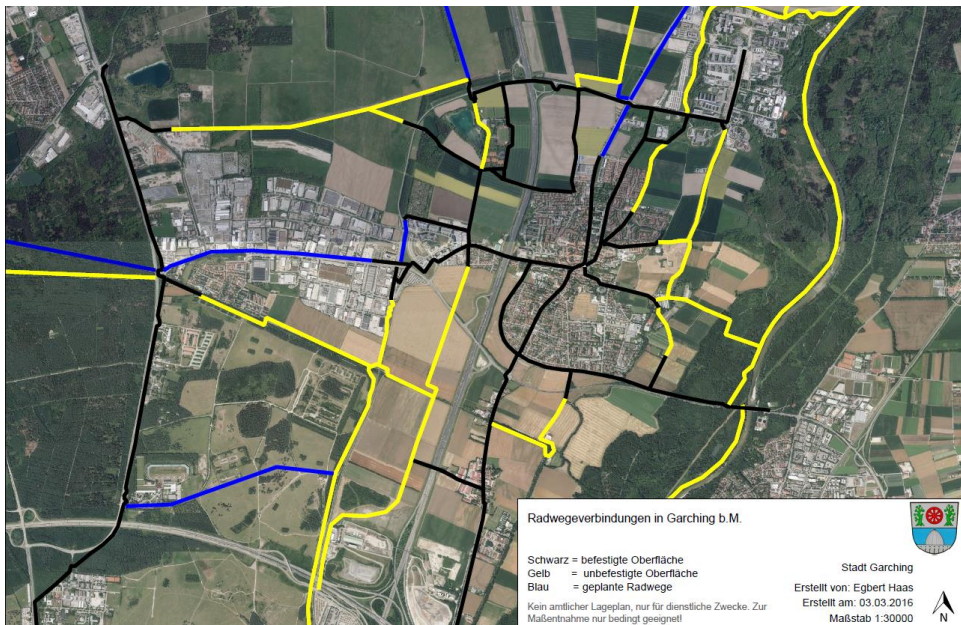 Radwegeverbindungen in Garching b.M.
Schwarz = befestigte Oberfläche
Gelb = unbefestigte Oberfläche
Blau = geplante Radwege
Kein amtlicher Lageplan, nur für dienstliche Zwecke. Zur
Maßentnahme nur bedingt geeignet!
Stadt Garching
Erstellt von: Egbert Haas
Erstellt am: 03.03.2016
Maßstab 1:30000
N